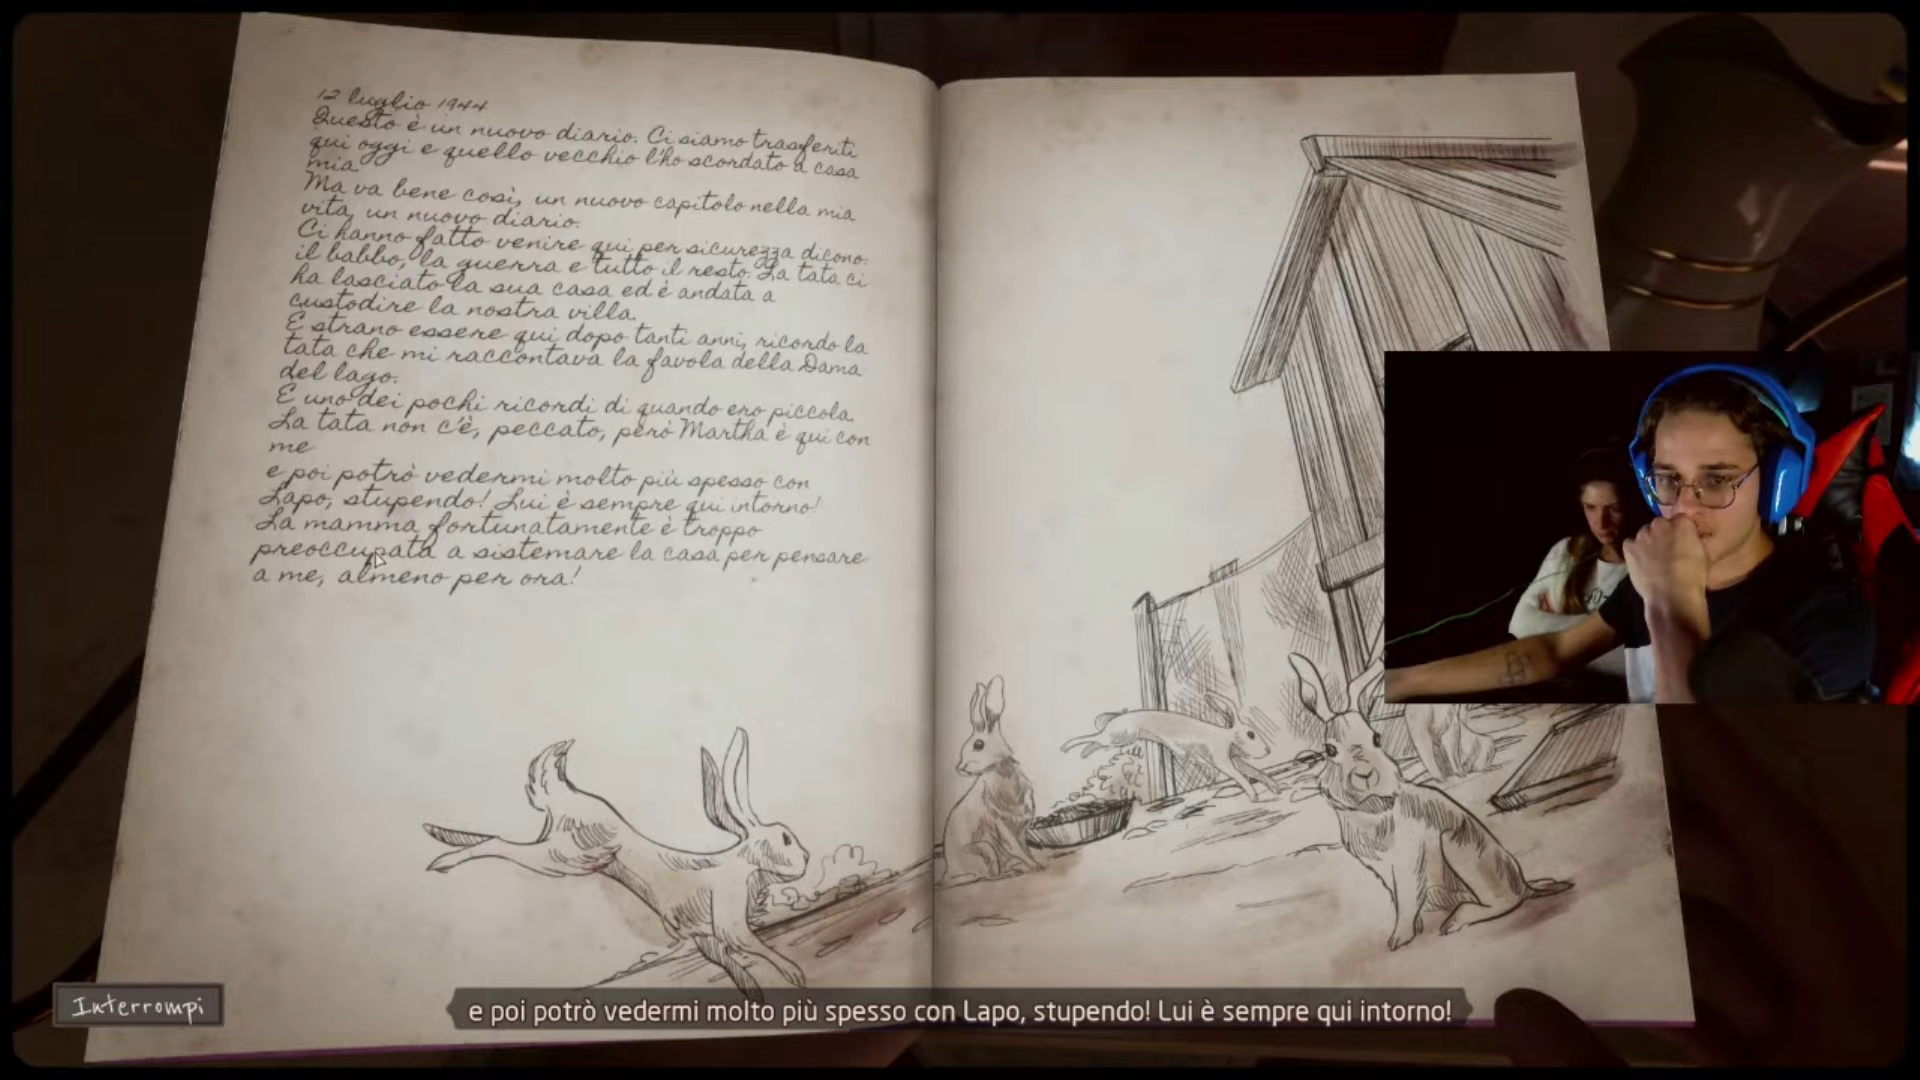 12 luglio 1944
Questo è un nuovo diario. Ci siamo trasferiti
qui oggi e quello vecchio l'ho scordato a casa
mia.
Ma va bene così, un nuovo capitolo nella mia
vita, un nuovo diario.
Ci hanno fatto venire qui per sicurezza dicono:
il babbo, la guerra e tutto il resto. La tata ci
ha lasciato la sua casa ed è andata a
custodire la nostra villa.
È strano essere qui dopo tanti anni, ricordo la
tata che mi raccontava la favola della Dama
del lago.
È uno dei pochi ricordi di quando ero piccola.
La tata non c'è, peccato, però Martha è qui con
me
e poi potrò vedermi molto più spesso con
Lapo, stupendo! Lui è sempre qui intorno!
La mamma fortunatamente è troppo
preoccupata a sistemare la casa per pensare
a me, almeno per ora!
Interrompi
e poi potrò vedermi molto più spesso con Lapo, stupendo! Lui è sempre qui intorno!